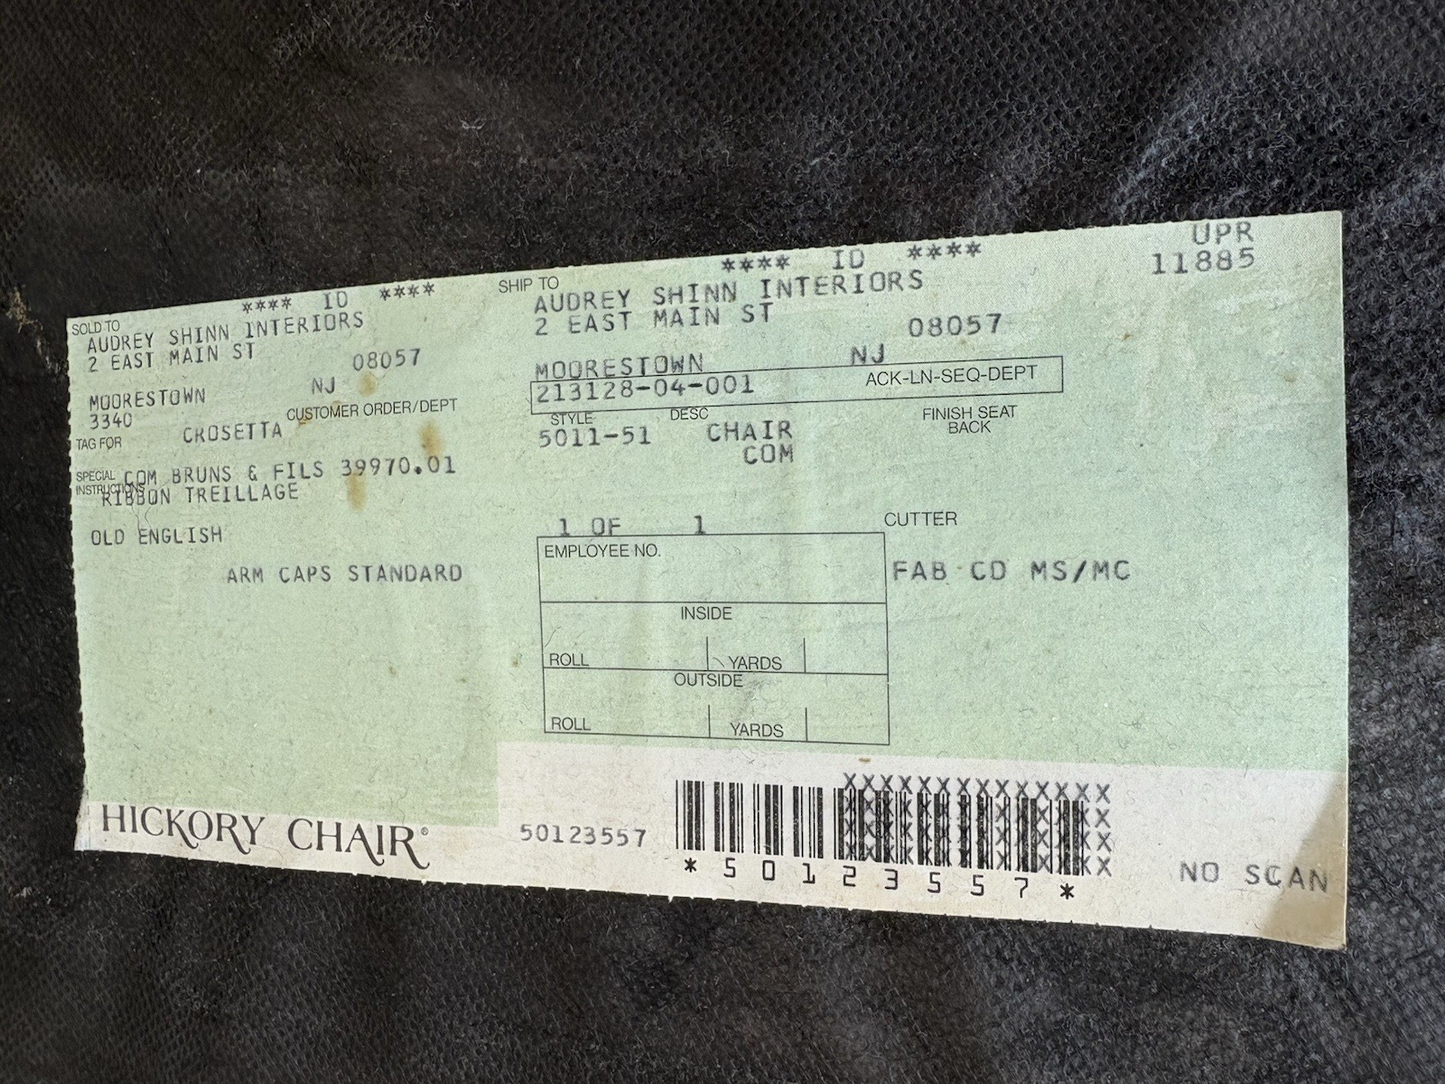 **** ID ****
SOLD TO
AUDREY SHINN INTERIORS
2 EAST MAIN ST
08057
MOORESTOWN NJ
3340 CUSTOMER ORDER/DEPT
TAG FOR CROSETTA
SPECIAL INSTRUCTIONS COM BRUNS & FILS 39970.01
RIBBON TREILLAGE
OLD ENGLISH
ARM CAPS STANDARD
**** ID ****
SHIP TO
AUDREY SHINN INTERIORS
2 EAST MAIN ST
08057
MOORESTOWN NJ
213128-04-001 ACK-LN-SEQ-DEPT
STYLE DESC FINISH SEAT
BACK
5011-51 CHAIR
COM
UPR
11885
1 OF 1 CUTTER
EMPLOYEE NO.
FAB CD MS/MC
INSIDE
ROLL YARDS
OUTSIDE
ROLL YARDS
HICKORY CHAIR®
50123557
XXXXXXXXXXXXXX
*50123557*
NO SCAN